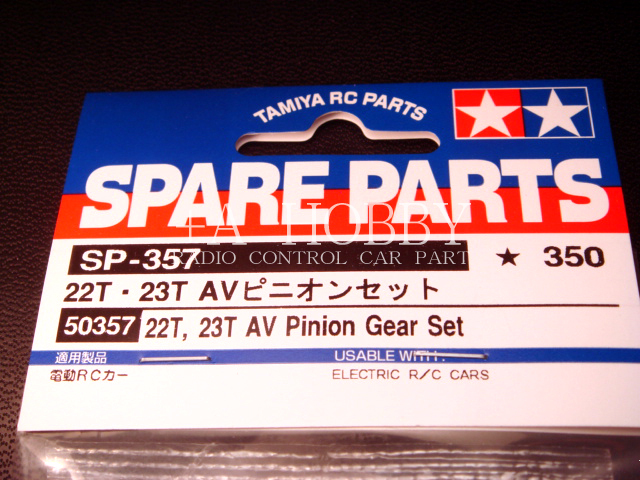 TAMIYA RC PARTS
SPARE PARTS
HOBBY
RADIO CONTROL CAR PART
SP-357 ★ 350
22T・23T AVピニオンセット
50357 22T, 23T AV Pinion Gear Set
適用製品 USABLE WITH:
電動RCカー ELECTRIC R/C CARS